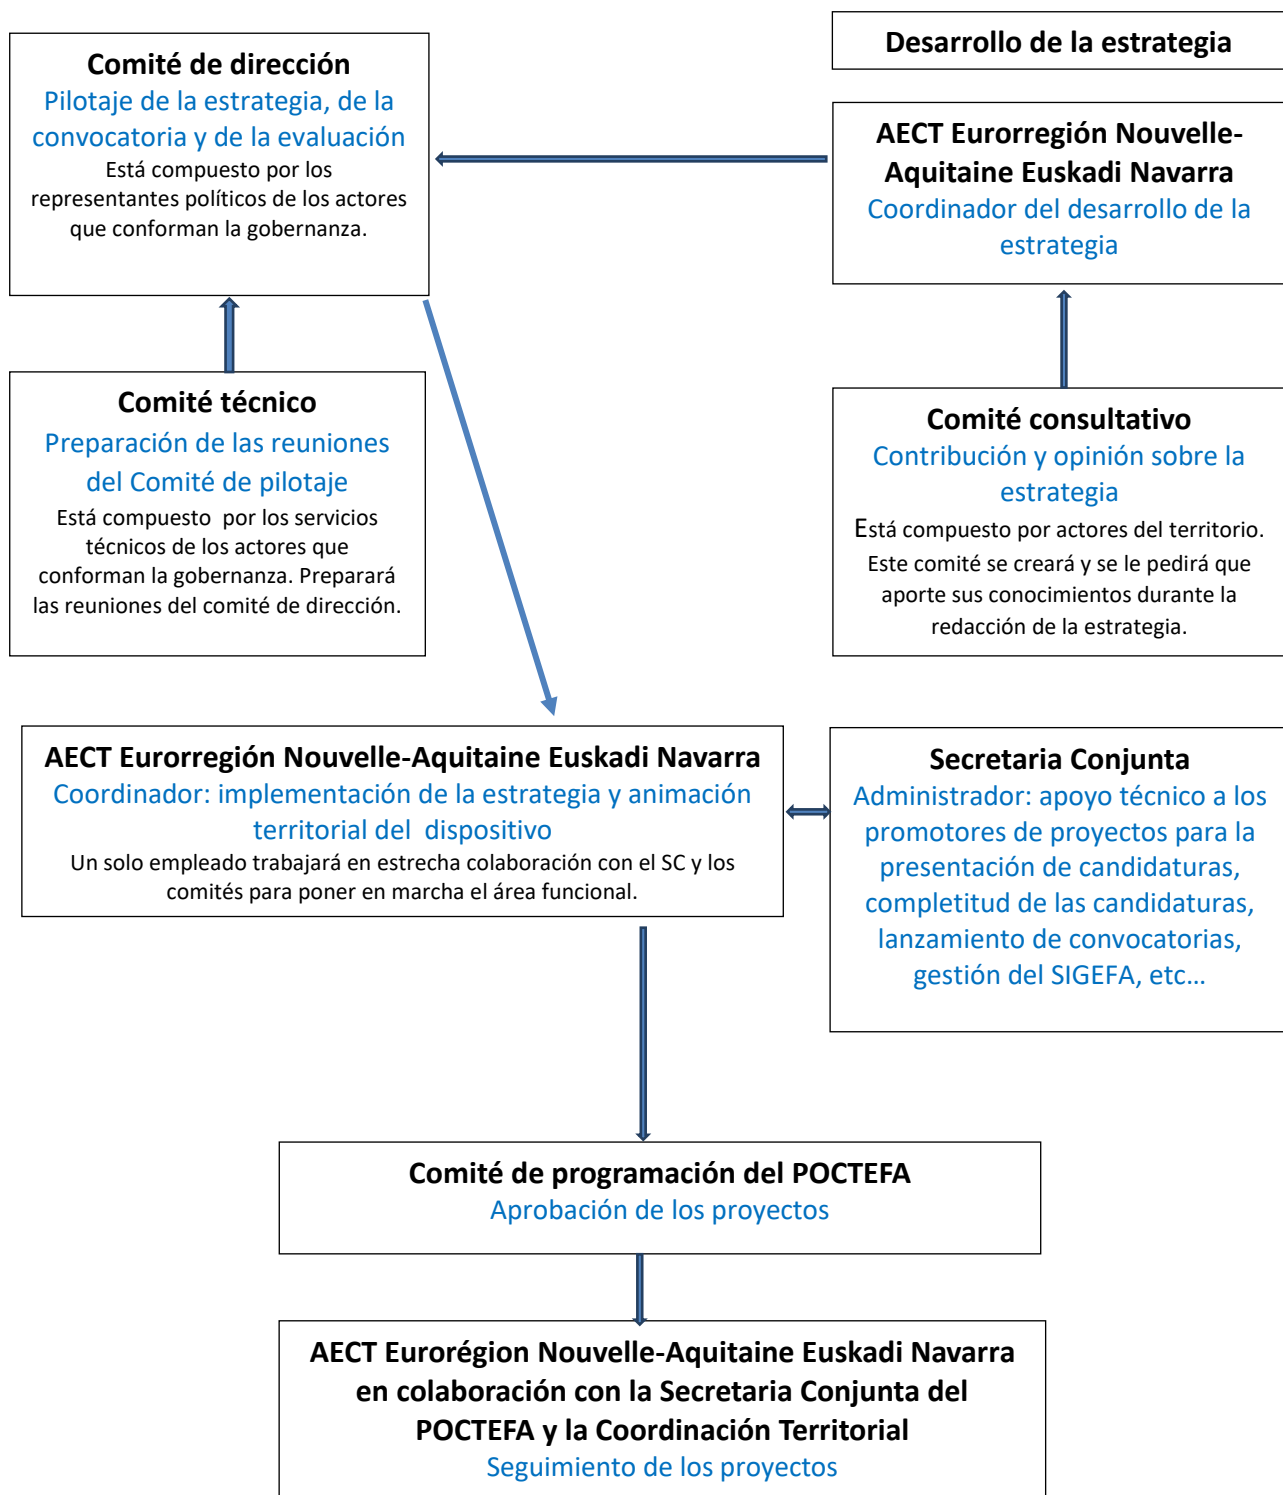 Comité de dirección
Pilotaje de la estrategia, de la
convocatoria y de la evaluación
Está compuesto por los
representantes políticos de los actores
que conforman la gobernanza.
Desarrollo de la estrategia
AECT Eurorregión Nouvelle-
Aquitaine Euskadi Navarra
Coordinador del desarrollo de la
estrategia
Comité técnico
Preparación de las reuniones
del Comité de pilotaje
Está compuesto por los servicios
técnicos de los actores que
conforman la gobernanza. Preparará
las reuniones del comité de dirección.
Comité consultativo
Contribución y opinión sobre la
estrategia
Está compuesto por actores del territorio.
Este comité se creará y se le pedirá que
aporte sus conocimientos durante la
redacción de la estrategia.
AECT Eurorregión Nouvelle-Aquitaine Euskadi Navarra
Coordinador: implementación de la estrategia y animación
territorial del dispositivo
Un solo empleado trabajará en estrecha colaboración con el SC y los
comités para poner en marcha el área funcional.
Secretaria Conjunta
Administrador: apoyo técnico a los
promotores de proyectos para la
presentación de candidaturas,
completitud de las candidaturas,
lanzamiento de convocatorias,
gestión del SIGEFA, etc…
Comité de programación del POCTEFA
Aprobación de los proyectos
AECT Eurorégion Nouvelle-Aquitaine Euskadi Navarra
en colaboración con la Secretaria Conjunta del
POCTEFA y la Coordinación Territorial
Seguimiento de los proyectos